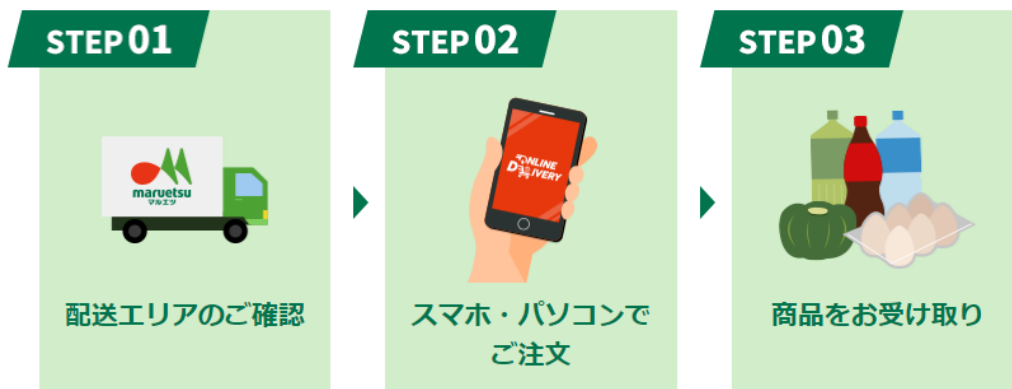 STEP 01
maruetsu
マルエツ
配送エリアのご確認
STEP 02
ONLINE
DELIVERY
スマホ・パソコンで
ご注文
STEP 03
商品をお受け取り